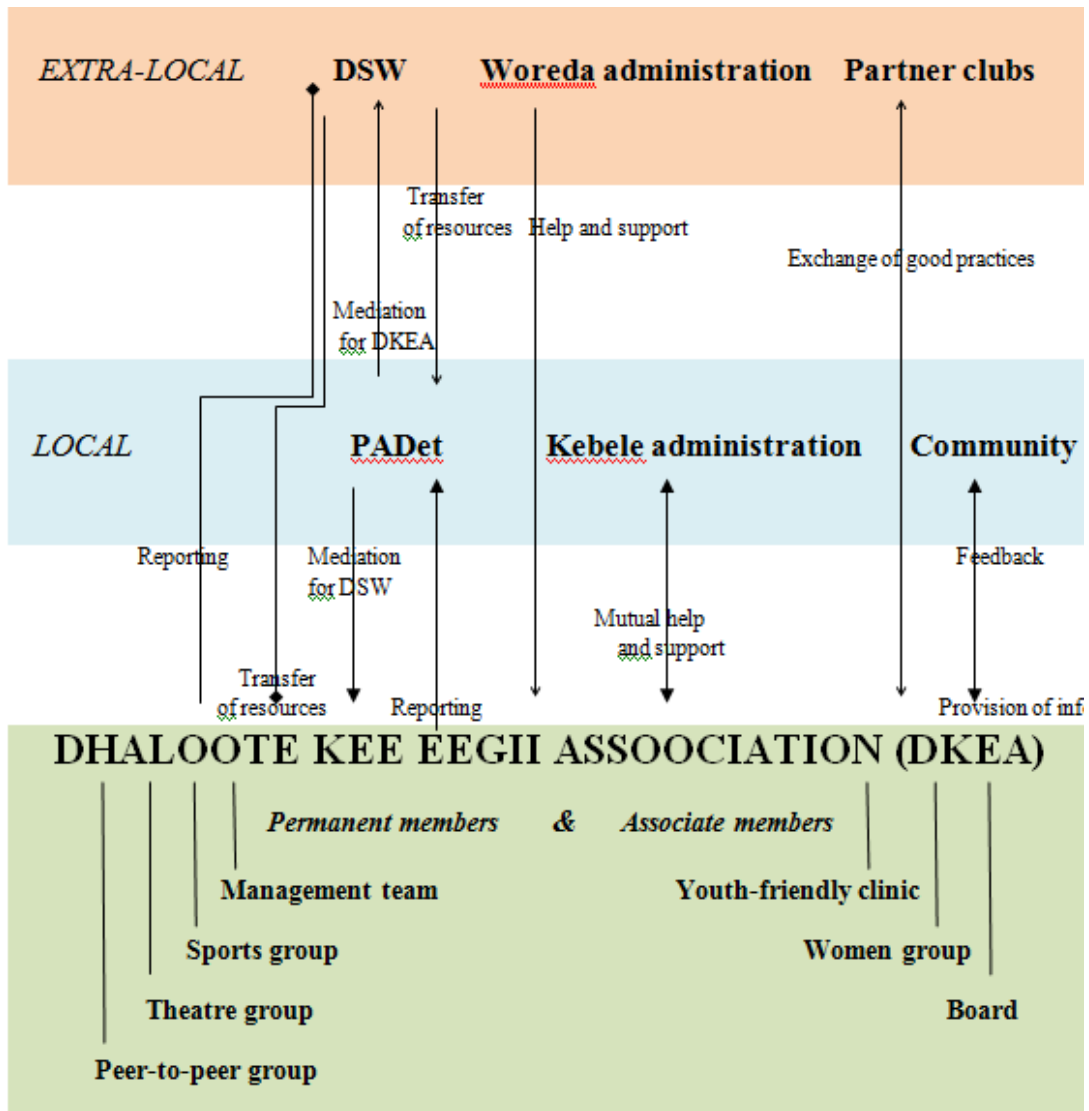 EXTRA-LOCAL DSW Woreda administration Partner clubs
Transfer
of resources Help and support
Exchange of good practices
Mediation
for DKEA
LOCAL PADet Kebele administration Community
Reporting Mediation Feedback
for DSW
Mutual help
and support
Transfer
of resources Reporting Provision of info
DHALOOTE KEE EEGII ASSOOCIATION (DKEA)
Permanent members & Associate members
Management team Youth-friendly clinic
Sports group Women group
Theatre group Board
Peer-to-peer group